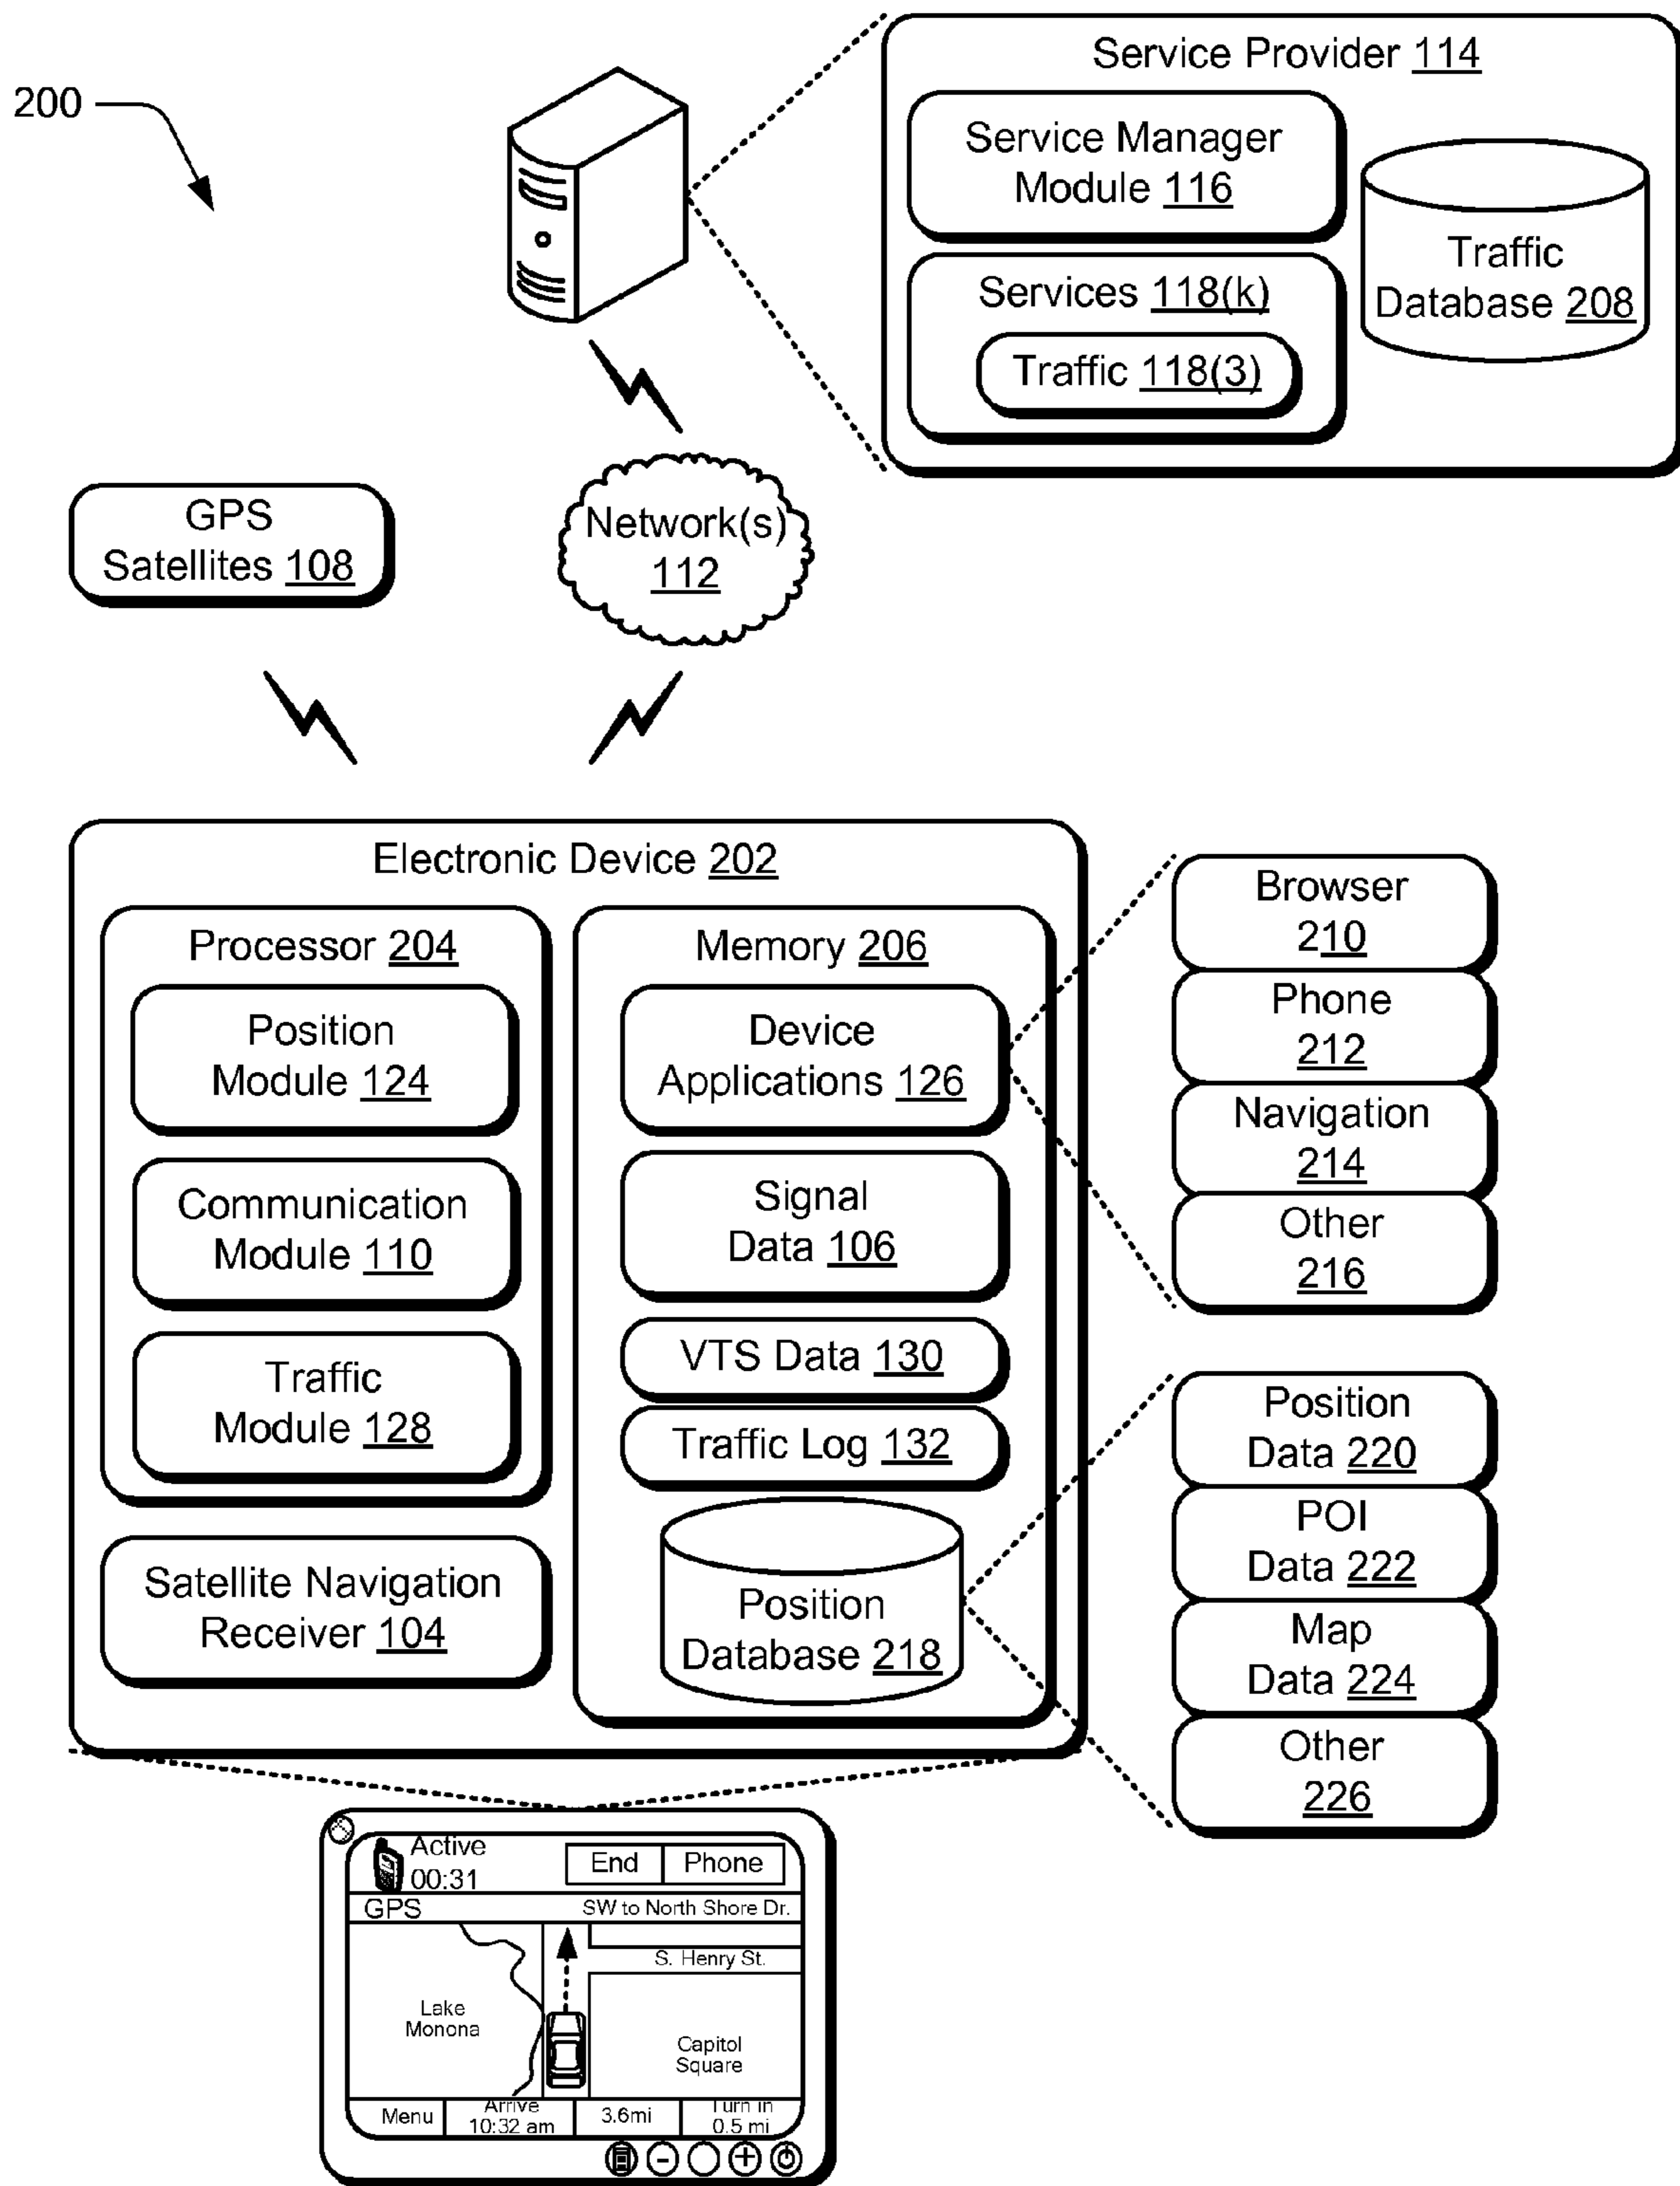 200
Service Provider 114
Service Manager
Module 116
Services 118(k)
Traffic 118(3)
Traffic
Database 208
GPS
Satellites 108
Network(s)
112
Electronic Device 202
Processor 204
Position
Module 124
Communication
Module 110
Traffic
Module 128
Satellite Navigation
Receiver 104
Memory 206
Device
Applications 126
Signal
Data 106
VTS Data 130
Traffic Log 132
Position
Database 218
Browser
210
Phone
212
Navigation
214
Other
216
Position
Data 220
POI
Data 222
Map
Data 224
Other
226
Active
00:31
End
Phone
GPS
SW to North Shore Dr.
S. Henry St.
Lake
Monona
Capitol
Square
Menu
Arrive
10:32 am
3.6mi
Turn in
0.5 mi